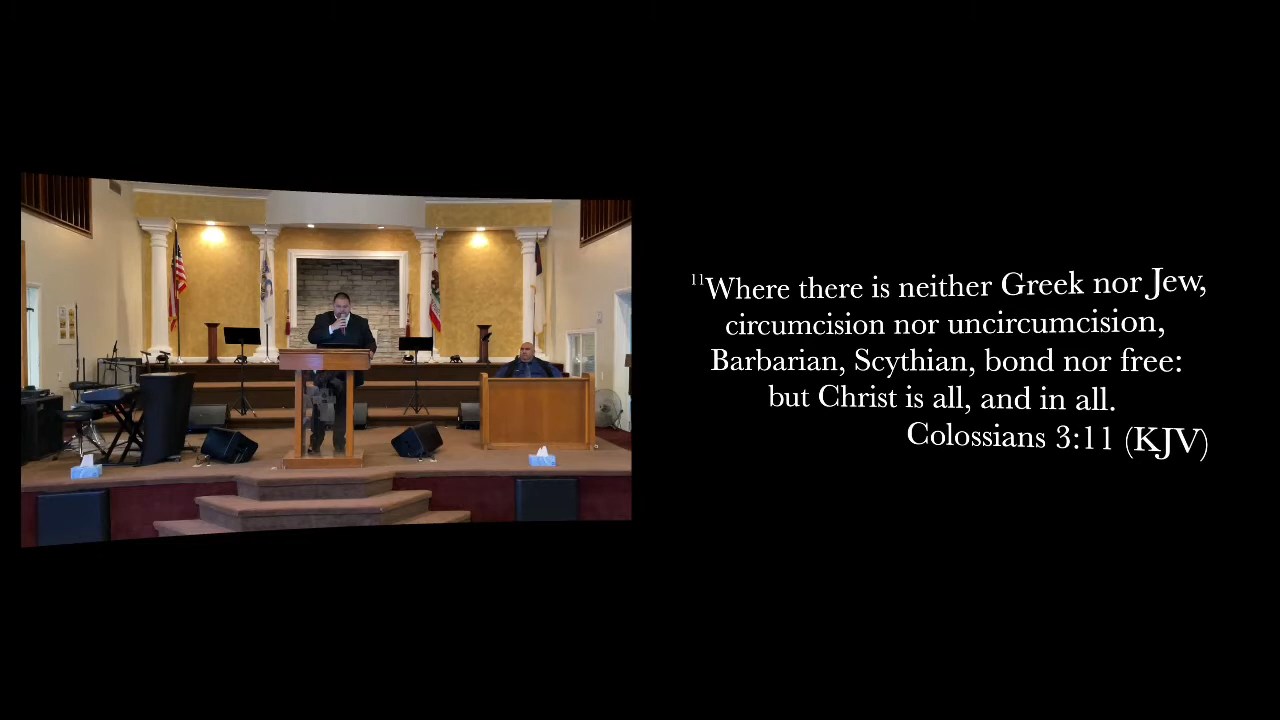 ¹¹Where there is neither Greek nor Jew,
circumcision nor uncircumcision,
Barbarian, Scythian, bond nor free:
but Christ is all, and in all.
Colossians 3:11 (KJV)